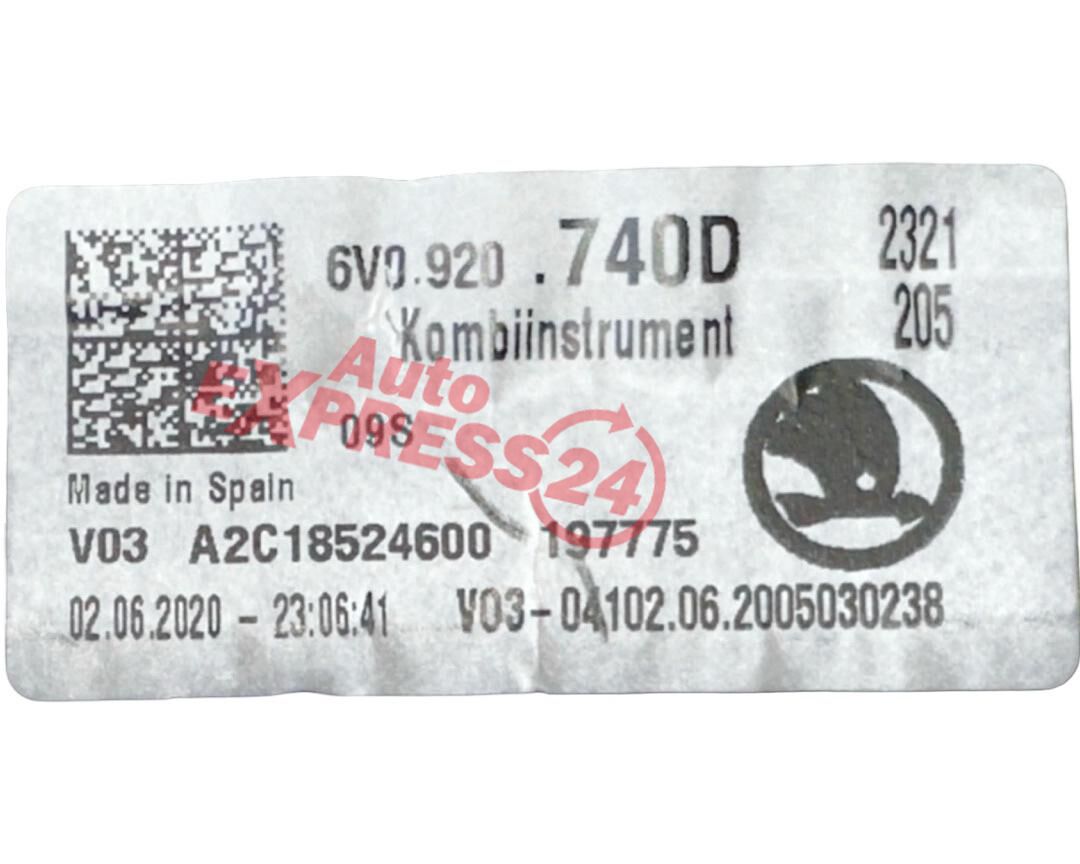 6V0.920 .740D 2321
Kombiinstrument 205
Auto
EXPRESS24
09S
Made in Spain
V03 A2C18524600 197775
02.06.2020 - 23:06:41 V03-04102.06.2005030238